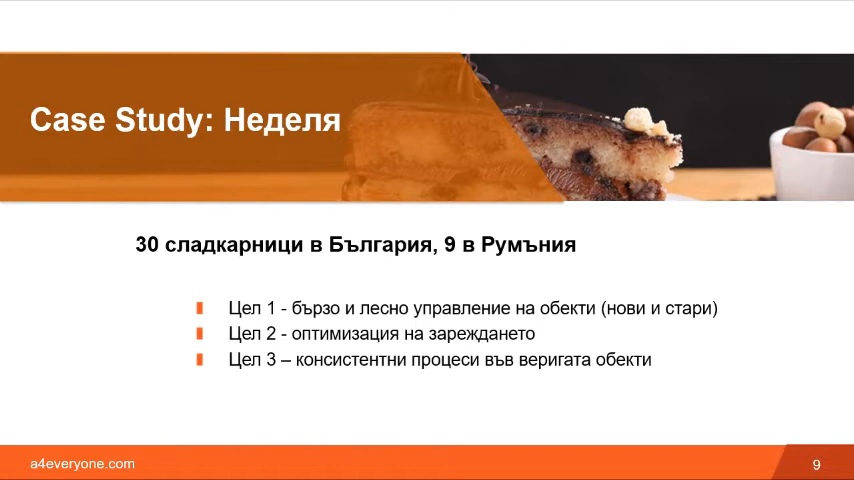 Case Study: Неделя
30 сладкарници в България, 9 в Румъния
Цел 1 - бързо и лесно управление на обекти (нови и стари)
Цел 2 - оптимизация на зареждането
Цел 3 – консистентни процеси във веригата обекти
a4everyone.com
9